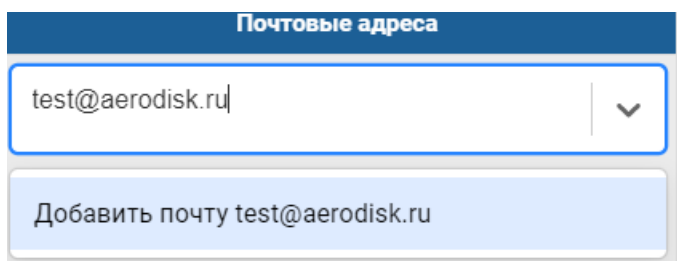 Почтовые адреса
test@aerodisk.ru
Добавить почту test@aerodisk.ru